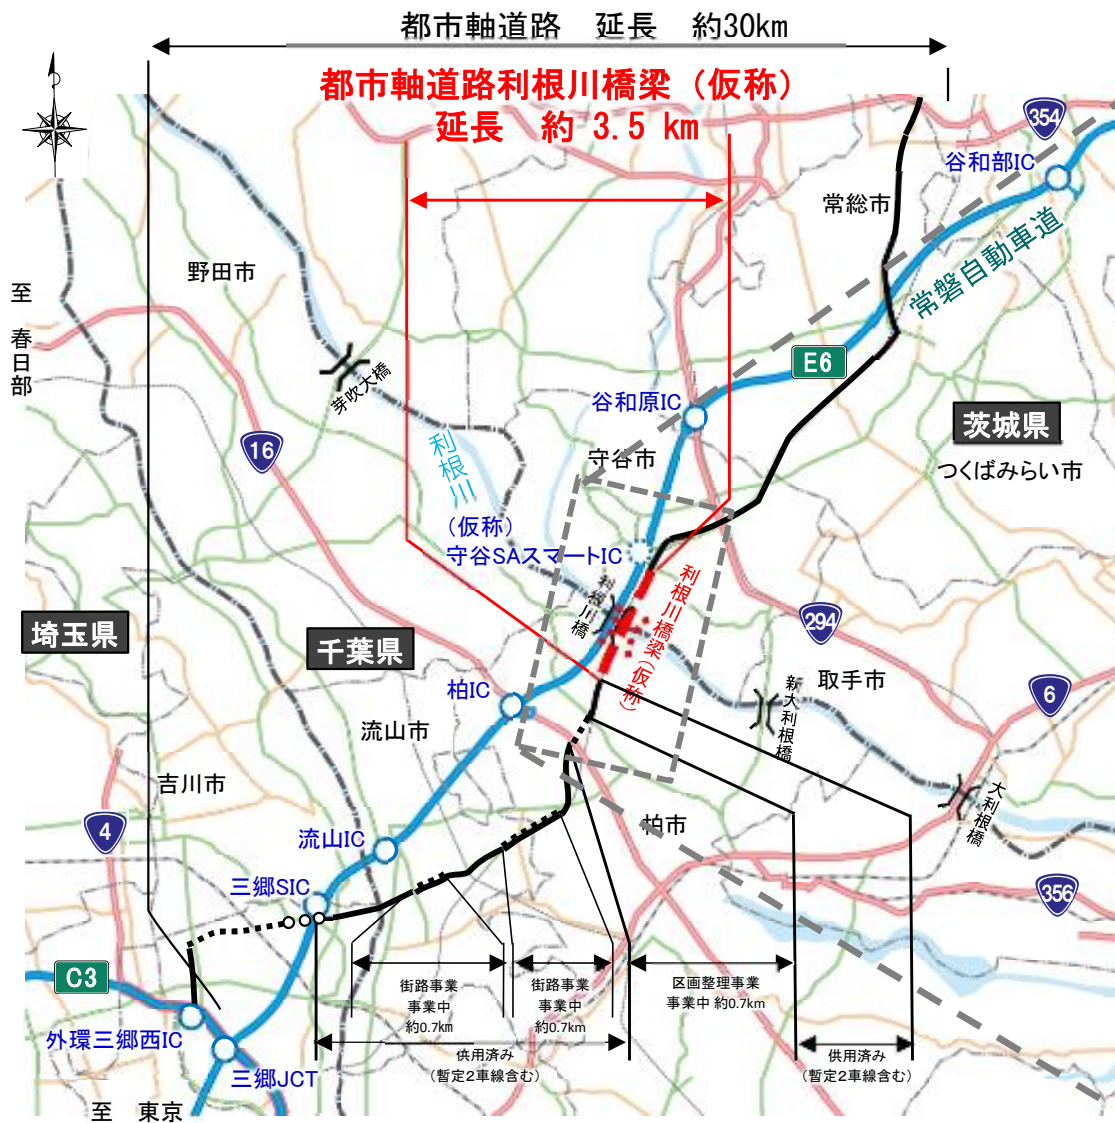 都市軸道路　延長　約30km
都市軸道路利根川橋梁（仮称）
延長　約 3.5 km
354
谷和部IC
常総市
常磐自動車道
野田市
至
春日部
芽吹大橋
E6
谷和原IC
茨城県
つくばみらい市
16
利根川
守谷市
（仮称）
守谷SAスマートIC
利根川橋
利根川橋梁（仮称）
294
埼玉県
千葉県
取手市
新大利根橋
6
柏IC
流山市
吉川市
大利根橋
4
柏市
流山IC
三郷SIC
356
C3
街路事業
事業中
約0.7km
街路事業
事業中
約0.7km
区画整理事業
事業中 約0.7km
外環三郷西IC
供用済み
（暫定２車線含む）
供用済み
（暫定２車線含む）
三郷JCT
至　東京